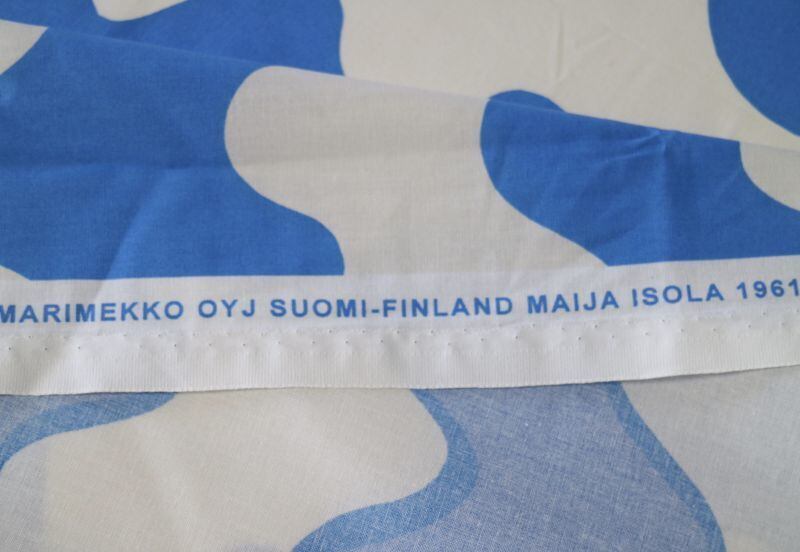 MARIMEKKO OYJ SUOMI-FINLAND MAIJA ISOLA 1961